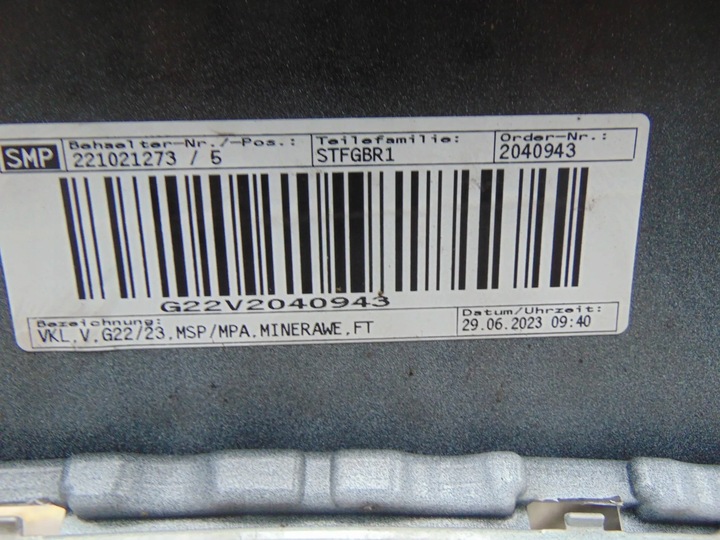 SMP
Behaelter-Nr./-Pos.: Teilefamilie: Order-Nr.:
221021273 / 5 STFGBR1 2040943
G22V2040943
Bezeichnung: Datum/Uhrzeit:
VKL.V.G22/23.MSP/MPA.MINERAWE.FT 29.06.2023 09:40